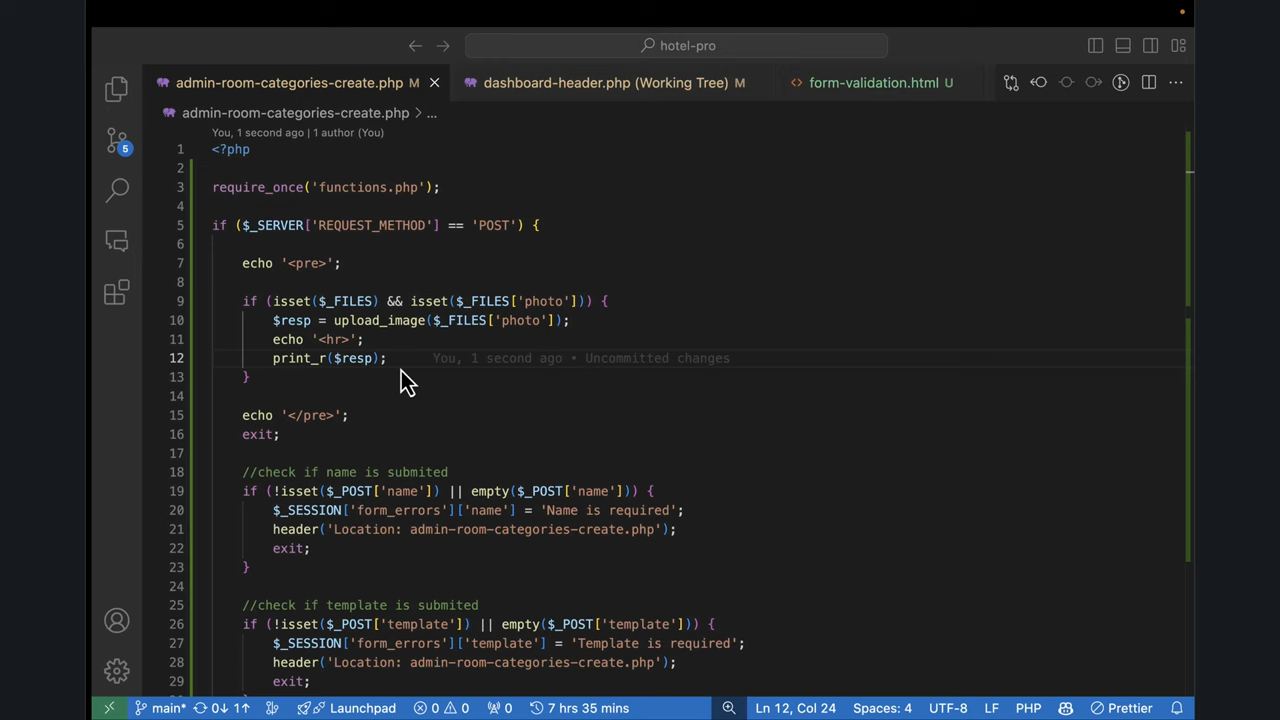 hotel-pro
admin-room-categories-create.php M
dashboard-header.php (Working Tree) M
<> form-validation.html U
admin-room-categories-create.php > ...
5
You, 1 second ago | 1 author (You)
1 <?php
2
3 require_once('functions.php');
4
5 if ($_SERVER['REQUEST_METHOD'] == 'POST') {
6
7 echo '<pre>';
8
9 if (isset($_FILES) && isset($_FILES['photo'])) {
10 $resp = upload_image($_FILES['photo']);
11 echo '<hr>';
12 print_r($resp); You, 1 second ago • Uncommitted changes
13 }
14
15 echo '</pre>';
16 exit;
17
18 //check if name is submited
19 if (!isset($_POST['name']) || empty($_POST['name'])) {
20 $_SESSION['form_errors']['name'] = 'Name is required';
21 header('Location: admin-room-categories-create.php');
22 exit;
23 }
24
25 //check if template is submited
26 if (!isset($_POST['template']) || empty($_POST['template'])) {
27 $_SESSION['form_errors']['template'] = 'Template is required';
28 header('Location: admin-room-categories-create.php');
29 exit;
main* 0↓ 1↑ Launchpad 0 0 0 7 hrs 35 mins Ln 12, Col 24 Spaces: 4 UTF-8 LF PHP Prettier